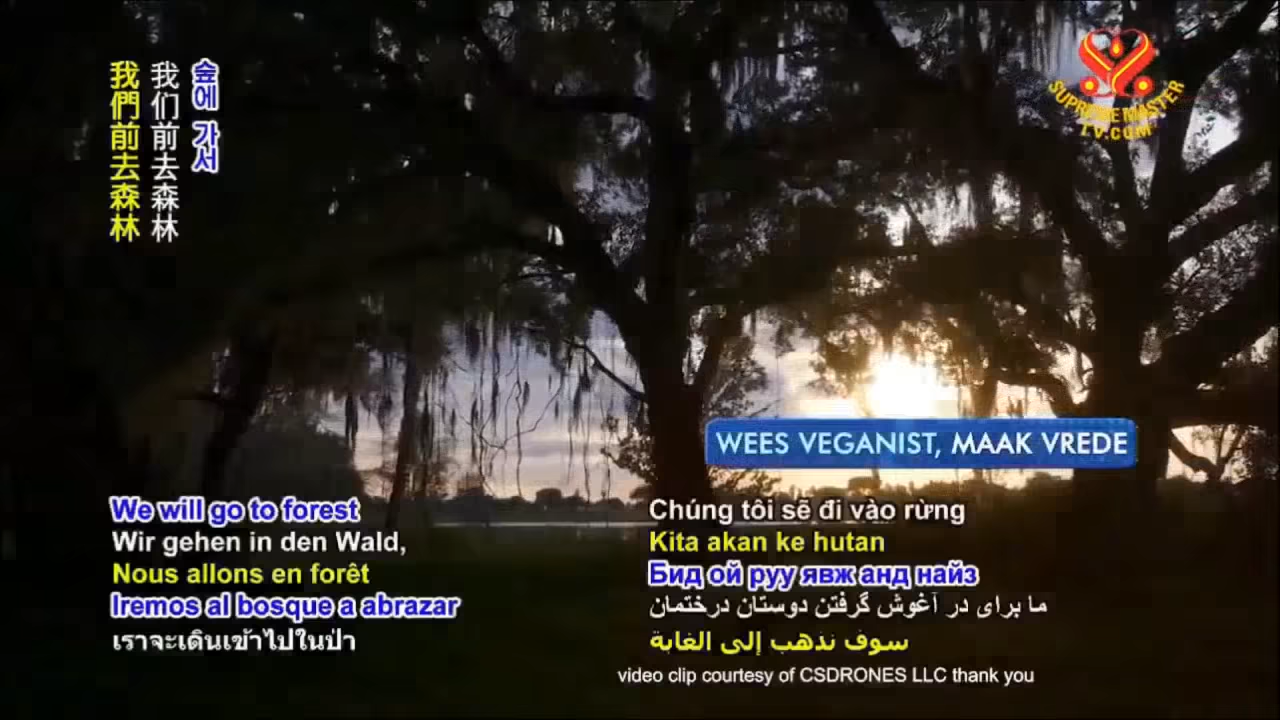 我們前去森林
我们前去森林
숲에 가서
SUPREME MASTER
TV.COM
WEES VEGANIST, MAAK VREDE
We will go to forest
Wir gehen in den Wald,
Nous allons en forêt
Iremos al bosque a abrazar
เราจะเดินเข้าไปในป่า
Chúng tôi sẽ đi vào rừng
Kita akan ke hutan
Бид ой руу явж анд найз
ما برای در آغوش گرفتن دوستان درختمان
سوف نذهب إلى الغابة
video clip courtesy of CSDRONES LLC thank you